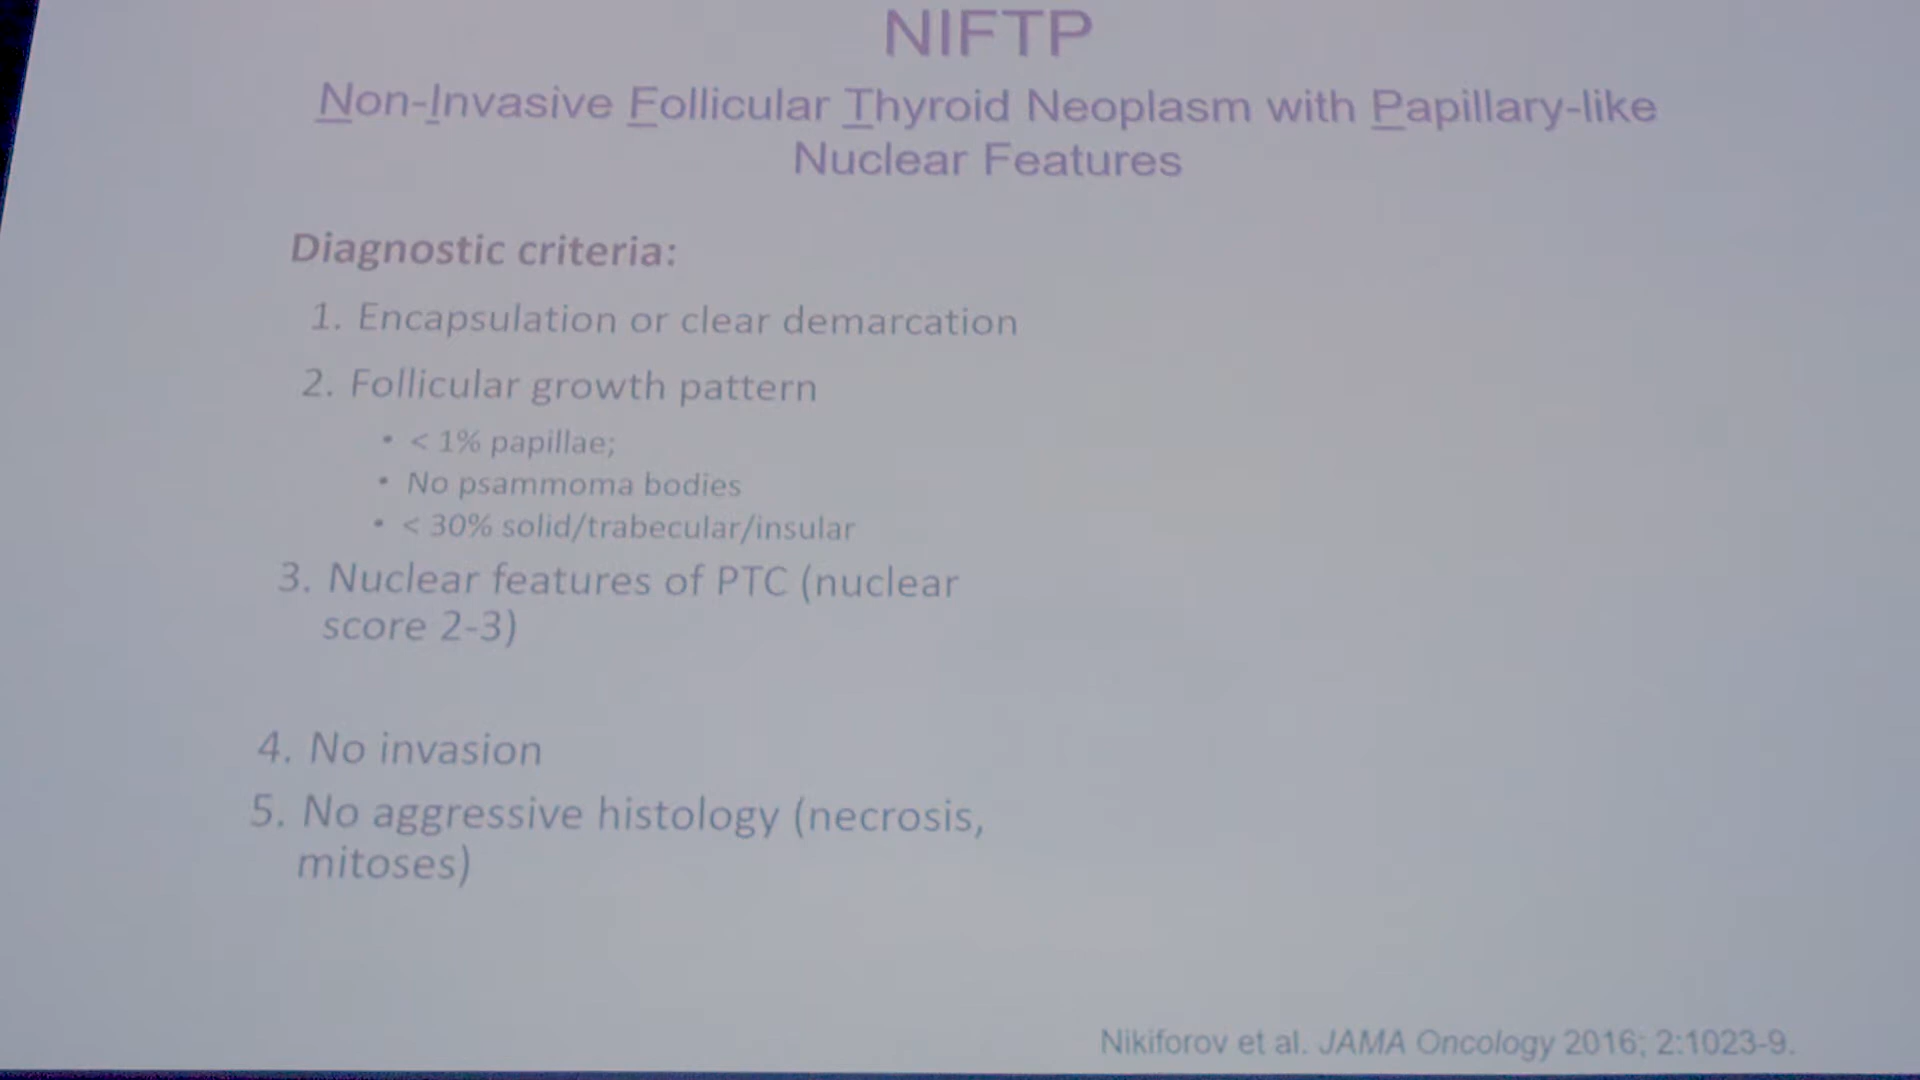 NIFTP
Non-Invasive Follicular Thyroid Neoplasm with Papillary-like
Nuclear Features
Diagnostic criteria:
1. Encapsulation or clear demarcation
2. Follicular growth pattern
• < 1% papillae;
• No psammoma bodies
• < 30% solid/trabecular/insular
3. Nuclear features of PTC (nuclear
score 2-3)
4. No invasion
5. No aggressive histology (necrosis,
mitoses)
Nikiforov et al. JAMA Oncology 2016; 2:1023-9.